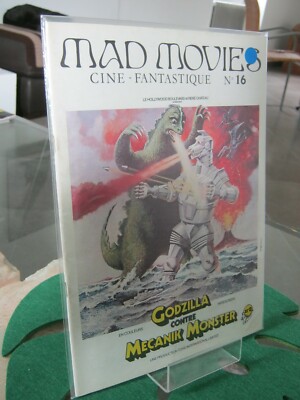 MAD MOVIES
CINE - FANTASTIQUE N° 16
GODZILLA
CONTRE
MECANIK MONSTER